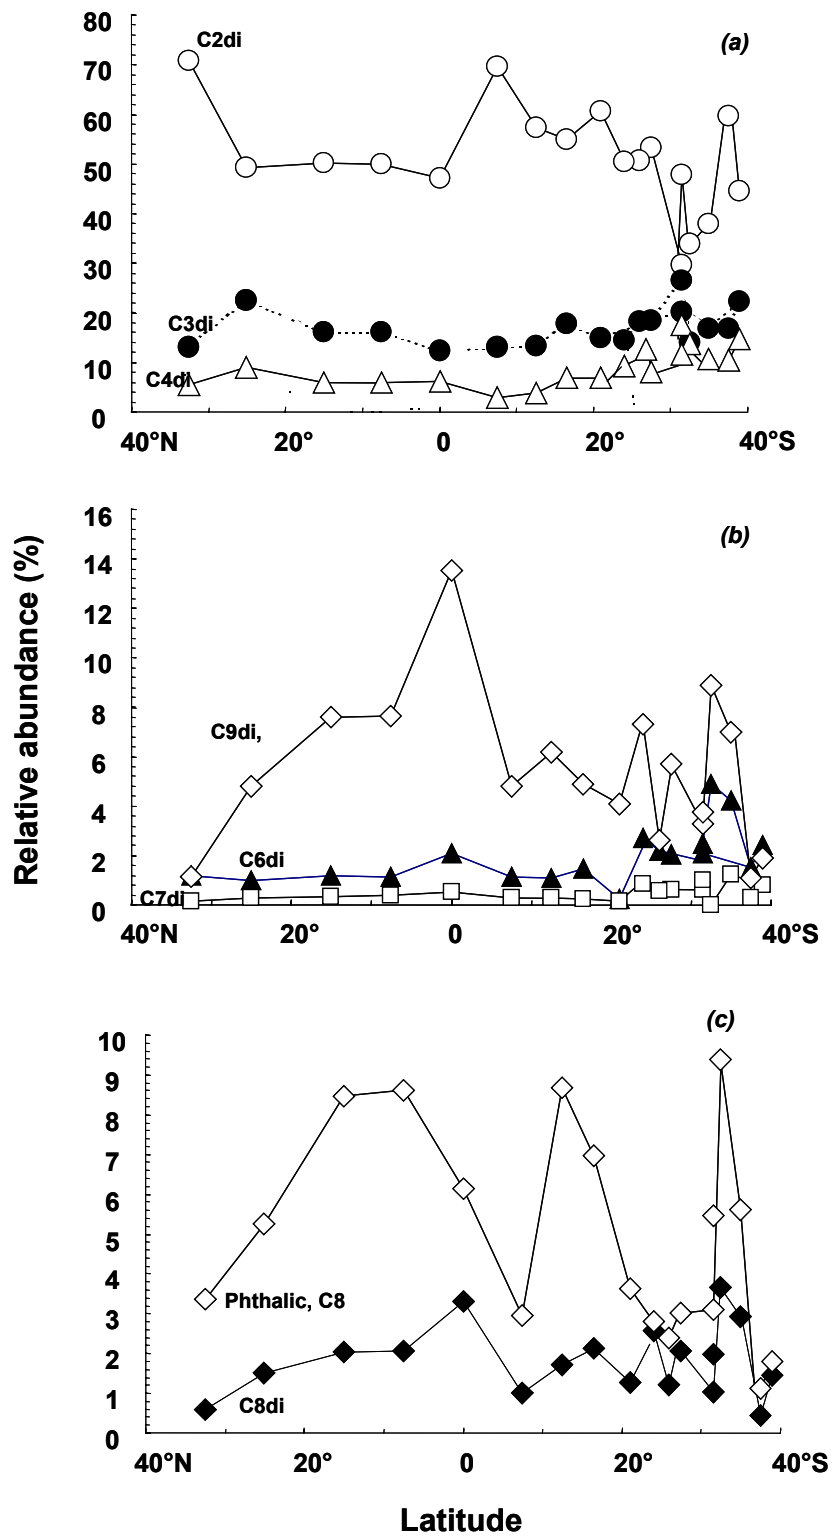 80
(a)
C2di
70
60
50
40
30
20
C3di
10
C4di
0
40°N 20° 0 20° 40°S
16
(b)
14
12
10
8
C9di,
6
4
2
C6di
C7di
0
40°N 20° 0 20° 40°S
Relative abundance (%)
10
(c)
9
8
7
6
5
4
3
Phthalic, C8
2
1
C8di
0
40°N 20° 0 20° 40°S
Latitude